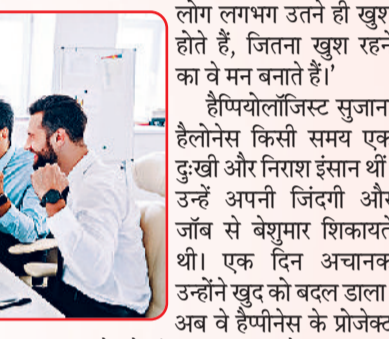 लोग लगभग उतने ही खुश
होते हैं, जितना खुश रहने
का वे मन बनाते हैं।’
हैप्पियोलॉजिस्ट सुजान
हैलोनेस किसी समय एक
दुःखी और निराश इंसान थीं
उन्हें अपनी जिंदगी और
जॉब से बेशुमार शिकायतें
थी। एक दिन अचानक
उन्होंने खुद को बदल डाला।
अब वे हैप्पीनेस के प्रोजेक्ट